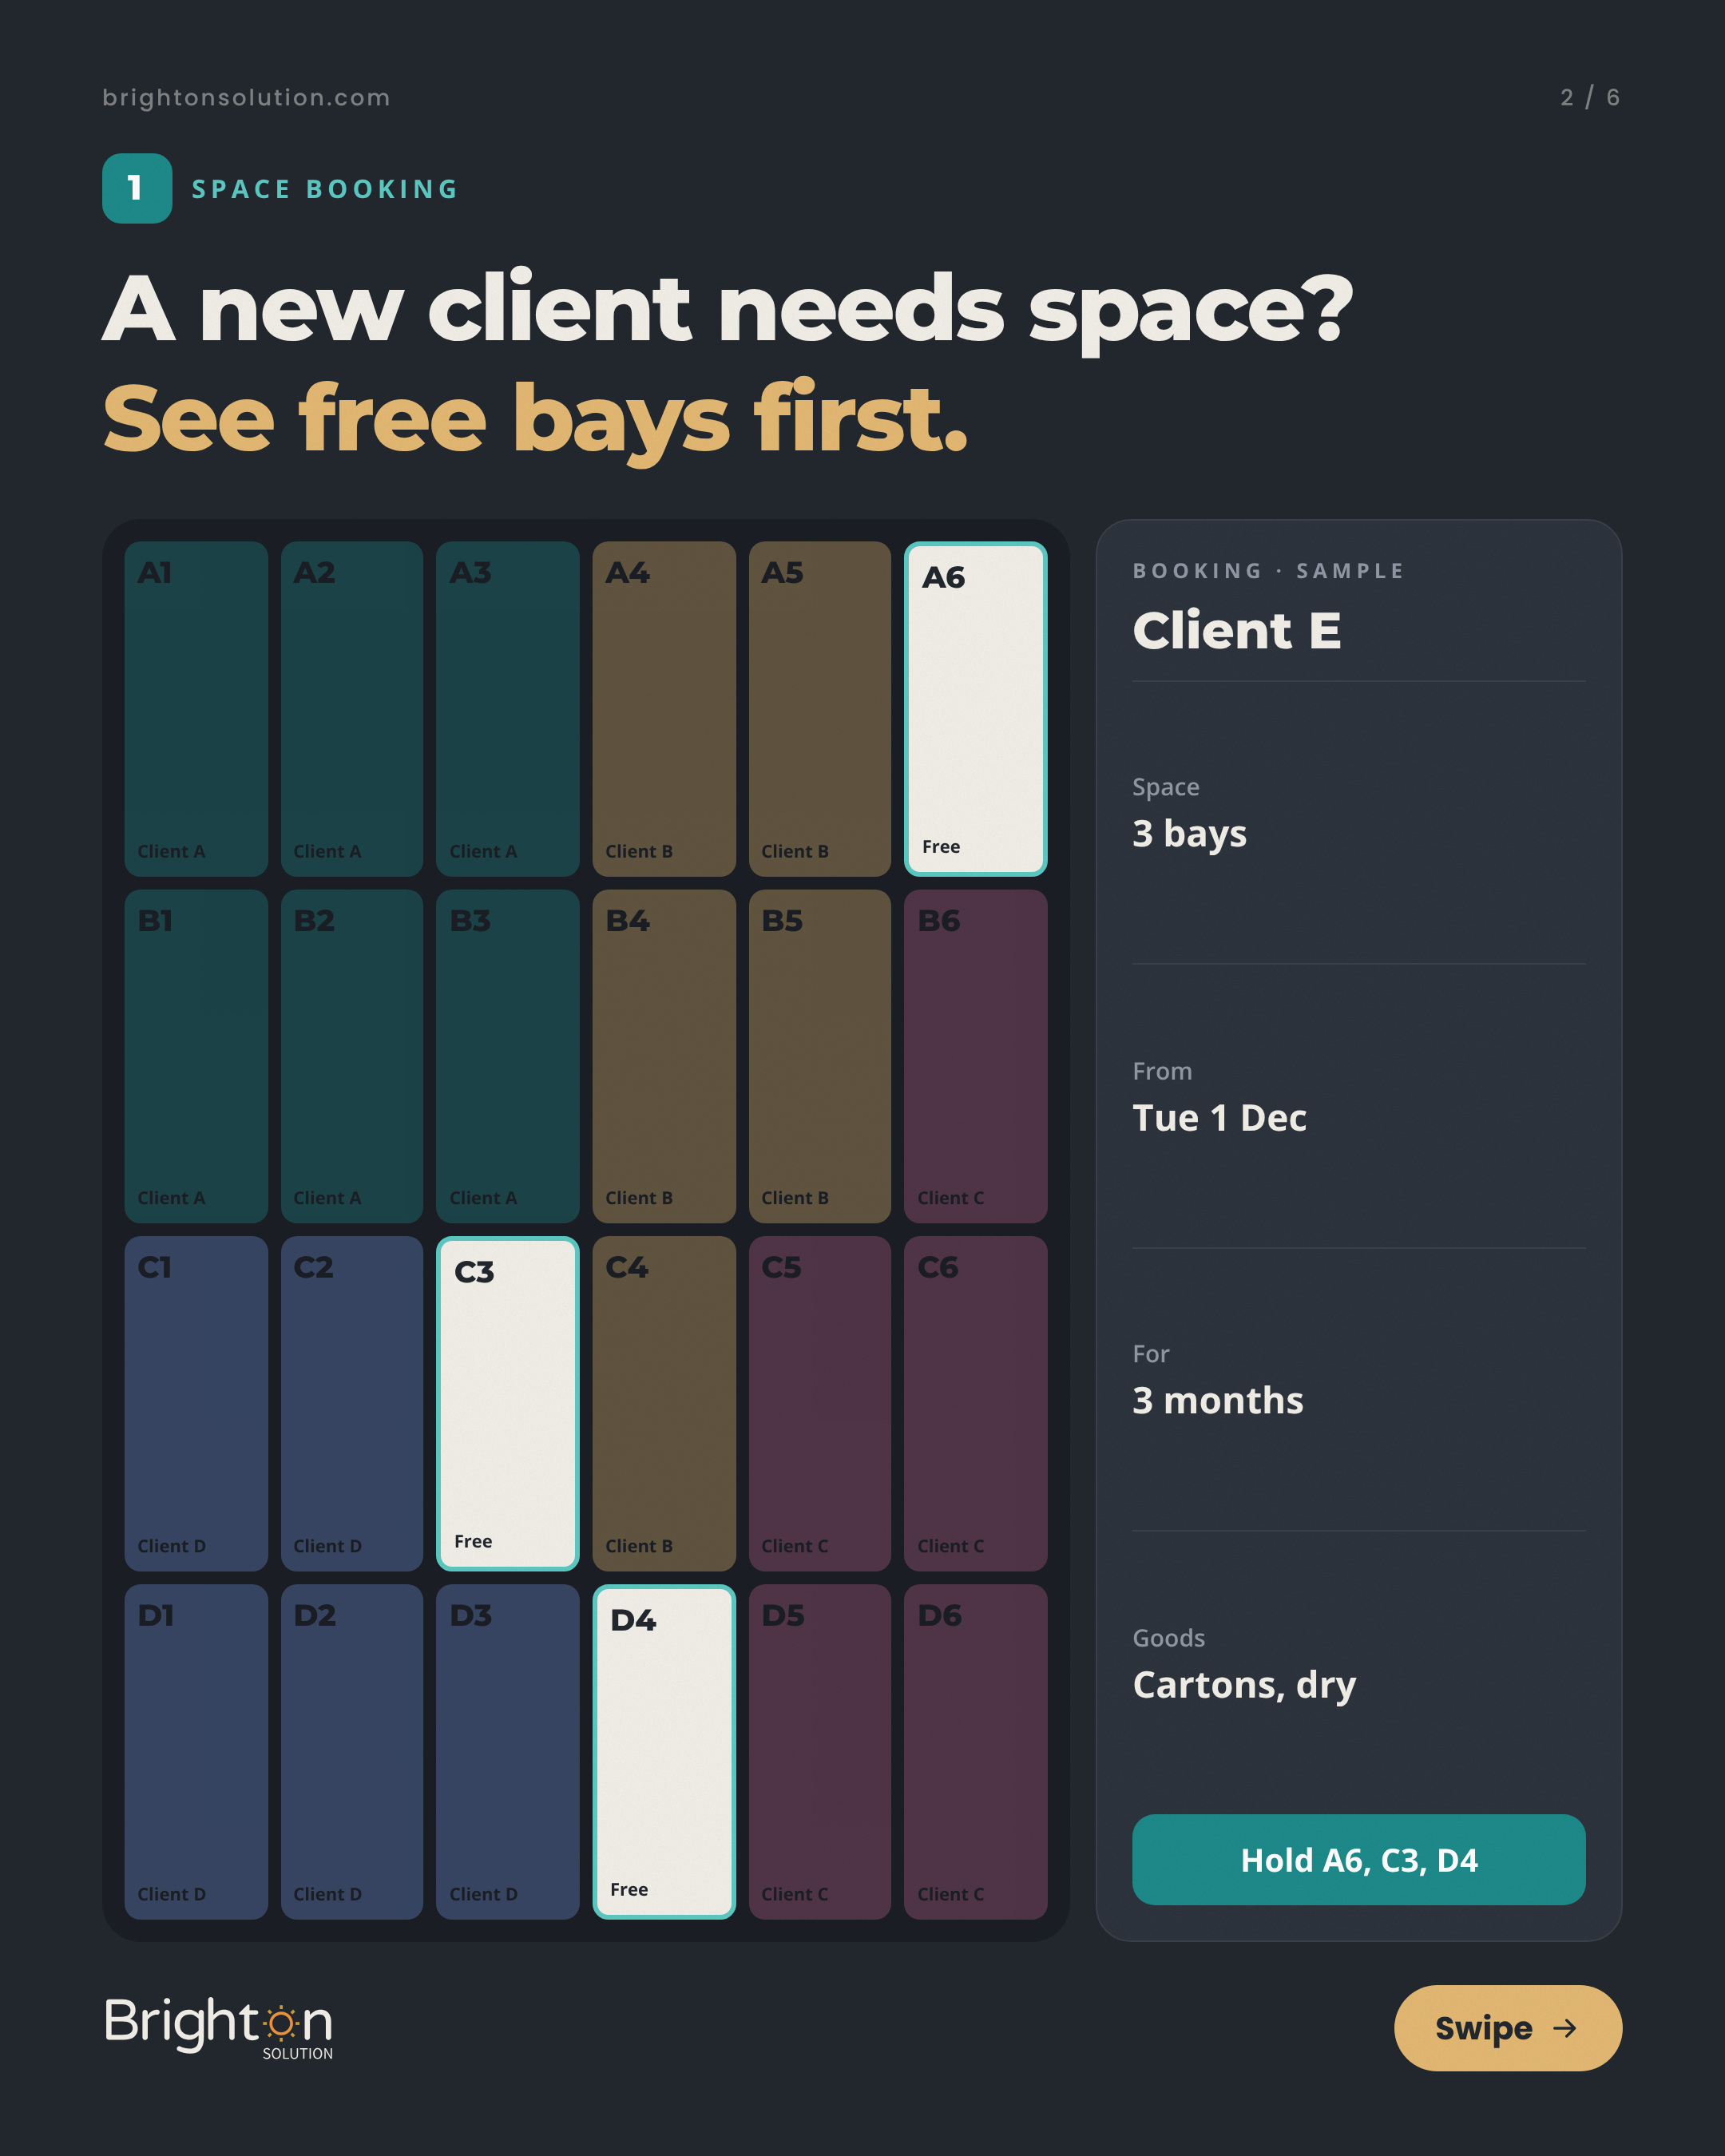 brightonsolution.com
2 / 6
1
SPACE BOOKING
A new client needs space?
See free bays first.
A1 A2 A3 A4 A5 A6
Client A Client A Client A Client B Client B Free
B1 B2 B3 B4 B5 B6
Client A Client A Client A Client B Client B Client C
C1 C2 C3 C4 C5 C6
Client D Client D Free Client B Client C Client C
D1 D2 D3 D4 D5 D6
Client D Client D Client D Free Client C Client C
BOOKING · SAMPLE
Client E
Space
3 bays
From
Tue 1 Dec
For
3 months
Goods
Cartons, dry
Hold A6, C3, D4
Brighton
SOLUTION
Swipe →